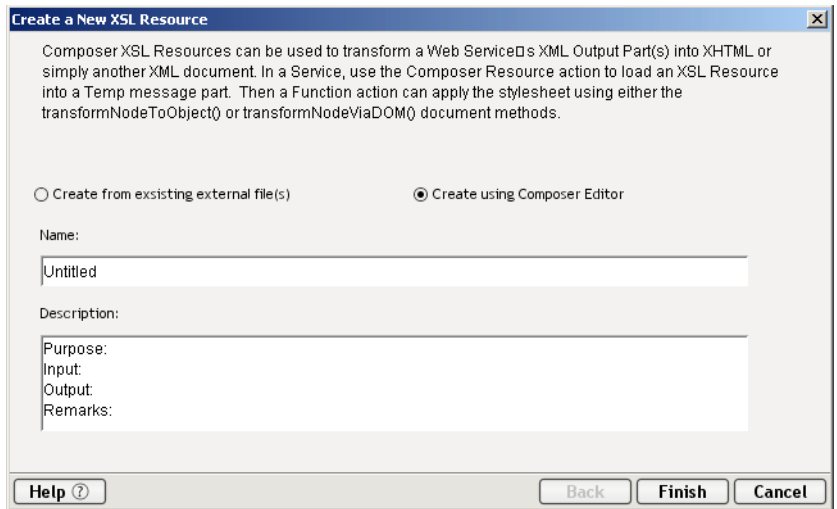 Create a New XSL Resource
Composer XSL Resources can be used to transform a Web Service□s XML Output Part(s) into XHTML or
simply another XML document. In a Service, use the Composer Resource action to load an XSL Resource
into a Temp message part.  Then a Function action can apply the stylesheet using either the
transformNodeToObject() or transformNodeViaDOM() document methods.
Create from exsisting external file(s)
Create using Composer Editor
Name:
Untitled
Description:
Purpose:
Input:
Output:
Remarks:
Help ?
Back
Finish
Cancel